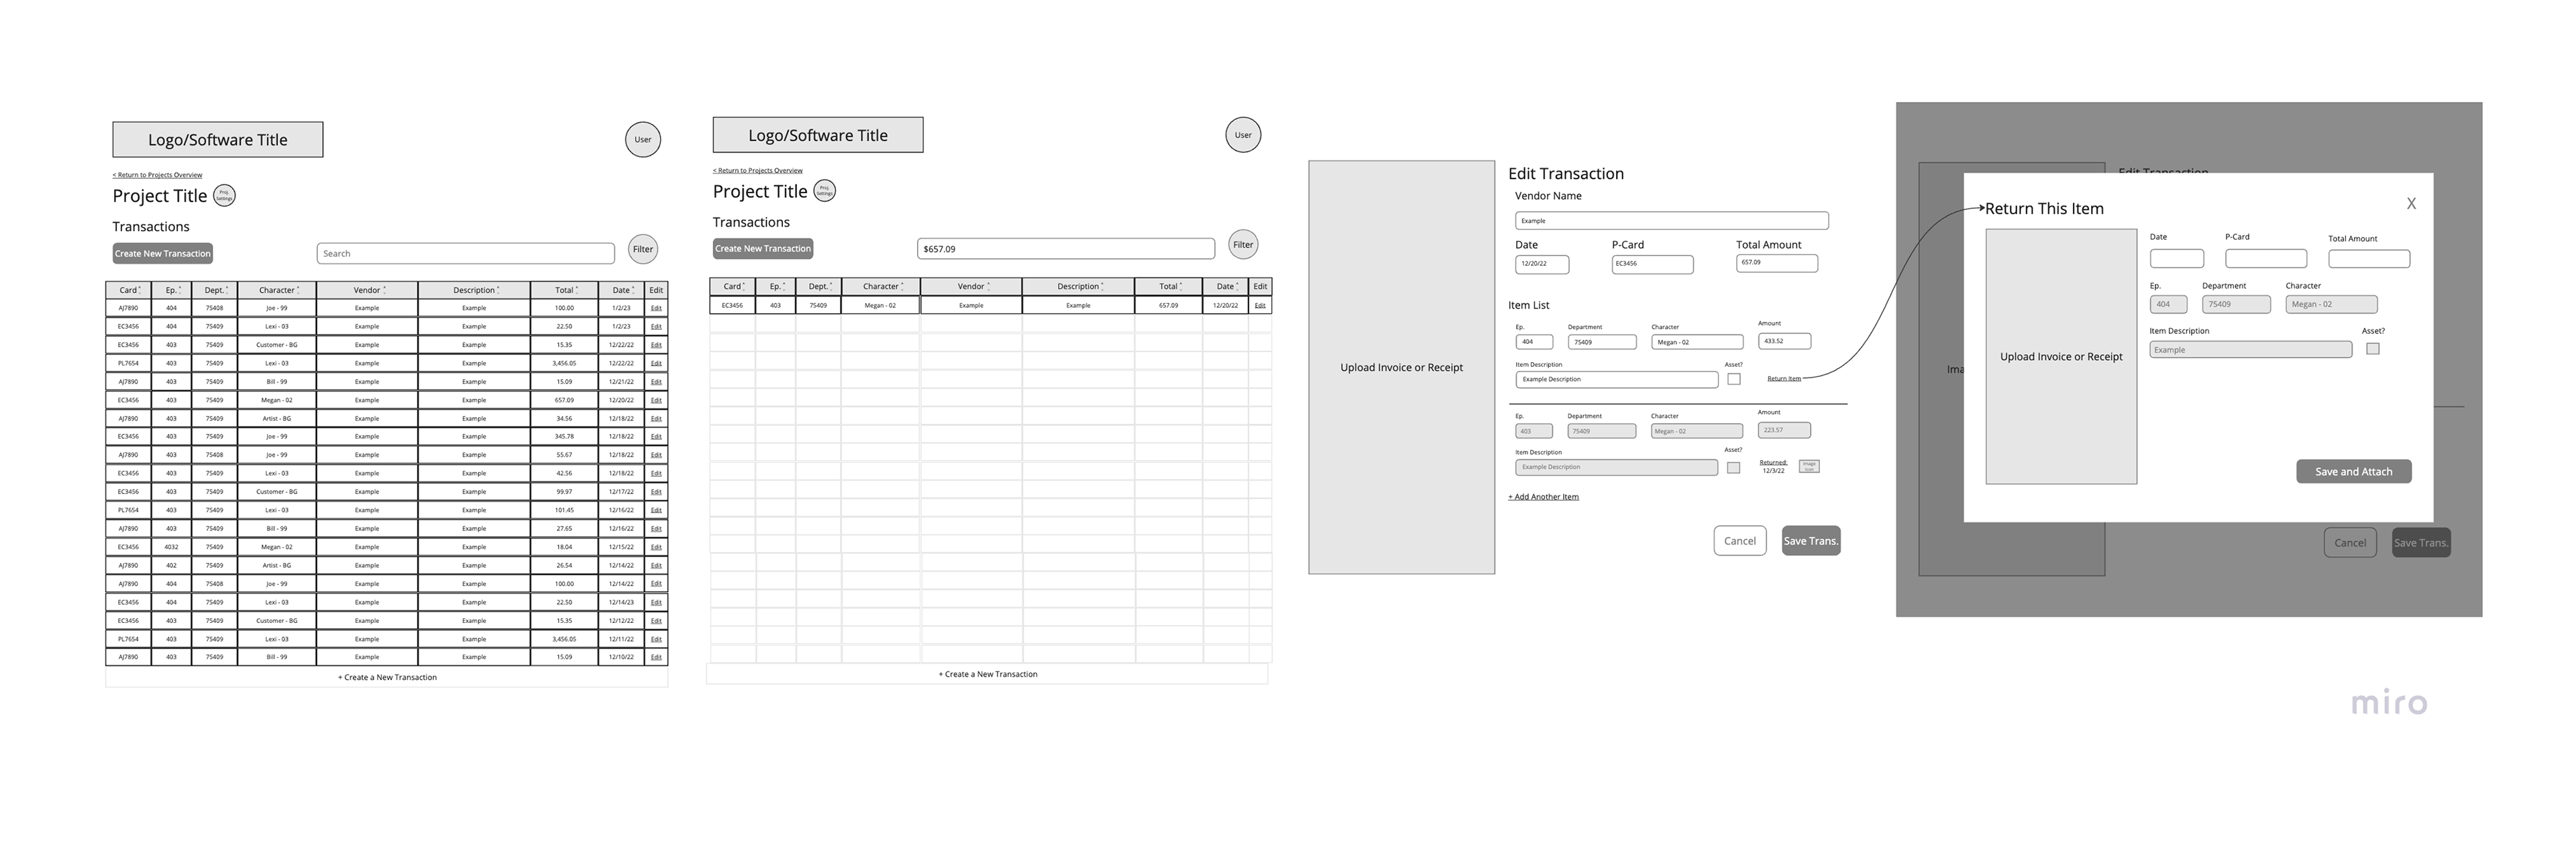 Logo/Software Title
User
< Return to Projects Overview
Project Title
Proj. Settings
Transactions
Create New Transaction
Search
Filter
Card Ep. Dept. Character Vendor Description Total Date Edit
AJ7890 404 75408 Joe - 99 Example Example 100.00 1/2/23 Edit
EC3456 404 75409 Lexi - 03 Example Example 22.50 1/2/23 Edit
EC3456 403 75409 Customer - BG Example Example 15.35 12/22/22 Edit
PL7654 403 75409 Lexi - 03 Example Example 3,456.05 12/22/22 Edit
AJ7890 403 75409 Bill - 99 Example Example 15.09 12/21/22 Edit
EC3456 403 75409 Megan - 02 Example Example 657.09 12/20/22 Edit
AJ7890 403 75409 Artist - BG Example Example 34.56 12/18/22 Edit
EC3456 403 75409 Joe - 99 Example Example 345.78 12/18/22 Edit
AJ7890 403 75408 Joe - 99 Example Example 55.67 12/18/22 Edit
EC3456 403 75409 Lexi - 03 Example Example 42.56 12/18/22 Edit
EC3456 403 75409 Customer - BG Example Example 99.97 12/17/22 Edit
PL7654 403 75409 Lexi - 03 Example Example 101.45 12/16/22 Edit
AJ7890 403 75409 Bill - 99 Example Example 27.65 12/16/22 Edit
EC3456 4032 75409 Megan - 02 Example Example 18.04 12/15/22 Edit
AJ7890 402 75409 Artist - BG Example Example 26.54 12/14/22 Edit
AJ7890 404 75408 Joe - 99 Example Example 100.00 12/14/22 Edit
EC3456 404 75409 Lexi - 03 Example Example 22.50 12/14/23 Edit
EC3456 403 75409 Customer - BG Example Example 15.35 12/12/22 Edit
PL7654 403 75409 Lexi - 03 Example Example 3,456.05 12/11/22 Edit
AJ7890 403 75409 Bill - 99 Example Example 15.09 12/10/22 Edit
+ Create a New Transaction
Logo/Software Title
User
< Return to Projects Overview
Project Title
Proj. Settings
Transactions
Create New Transaction
$657.09
Filter
Card Ep. Dept. Character Vendor Description Total Date Edit
EC3456 403 75409 Megan - 02 Example Example 657.09 12/20/22 Edit
+ Create a New Transaction
Upload Invoice or Receipt
Edit Transaction
Vendor Name
Example
Date P-Card Total Amount
12/20/22 EC3456 657.09
Item List
Ep. Department Character Amount
404 75409 Megan - 02 433.52
Item Description Asset?
Example Description
Return Item
Ep. Department Character Amount
403 75409 Megan - 02 223.57
Item Description Asset?
Example Description
Returned:
12/3/22
Image Icon
+ Add Another Item
Cancel
Save Trans.
Edit Transaction
Ima
Return This Item
X
Upload Invoice or Receipt
Date P-Card Total Amount
Ep. Department Character
404 75409 Megan - 02
Item Description Asset?
Example
Save and Attach
Cancel
Save Trans.
miro